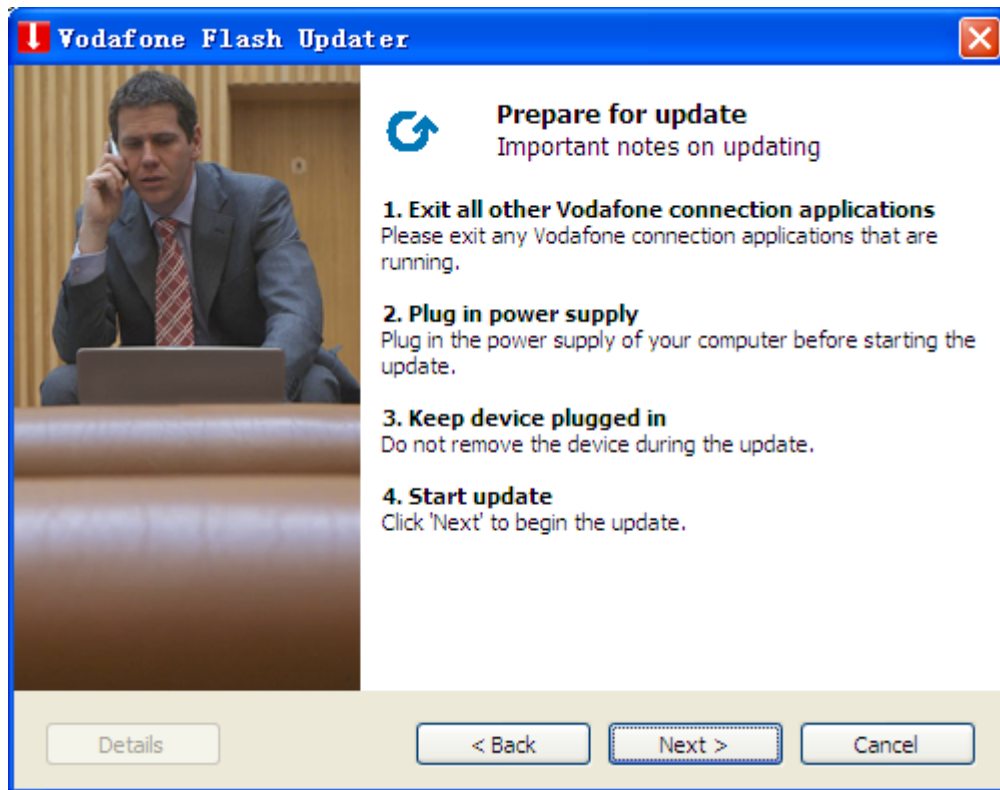 Vodafone Flash Updater
Prepare for update
Important notes on updating
1. Exit all other Vodafone connection applications
Please exit any Vodafone connection applications that are
running.
2. Plug in power supply
Plug in the power supply of your computer before starting the
update.
3. Keep device plugged in
Do not remove the device during the update.
4. Start update
Click 'Next' to begin the update.
Details
< Back
Next >
Cancel